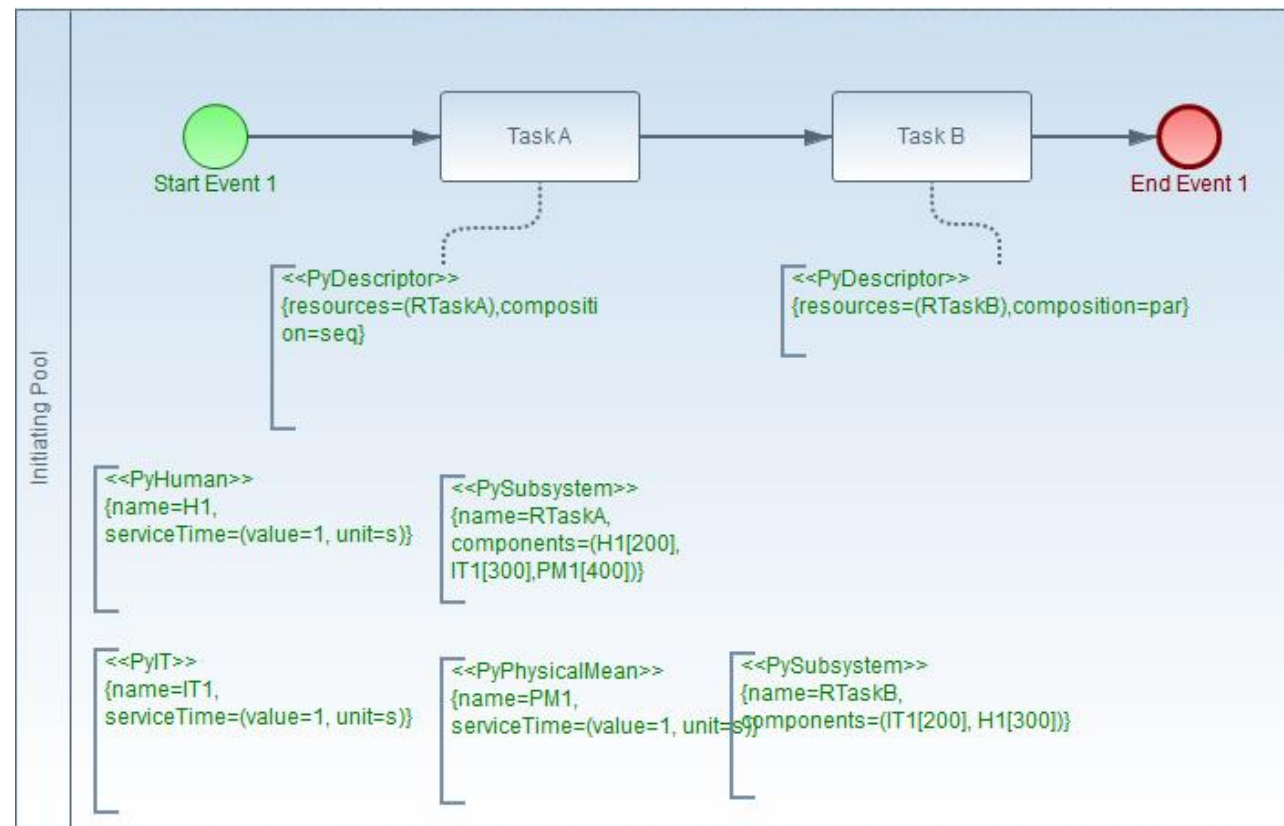 Initiating Pool
Task A
Task B
Start Event 1
End Event 1
<<PyDescriptor>>
{resources=(RTaskA),compositi
on=seq}
<<PyDescriptor>>
{resources=(RTaskB),composition=par}
<<PyHuman>>
{name=H1,
serviceTime=(value=1, unit=s)}
<<PySubsystem>>
{name=RTaskA,
components=(H1[200],
IT1[300],PM1[400])}
<<PyIT>>
{name=IT1,
serviceTime=(value=1, unit=s)}
<<PyPhysicalMean>>
{name=PM1,
serviceTime=(value=1, unit=s)}
<<PySubsystem>>
{name=RTaskB,
components=(IT1[200], H1[300])}